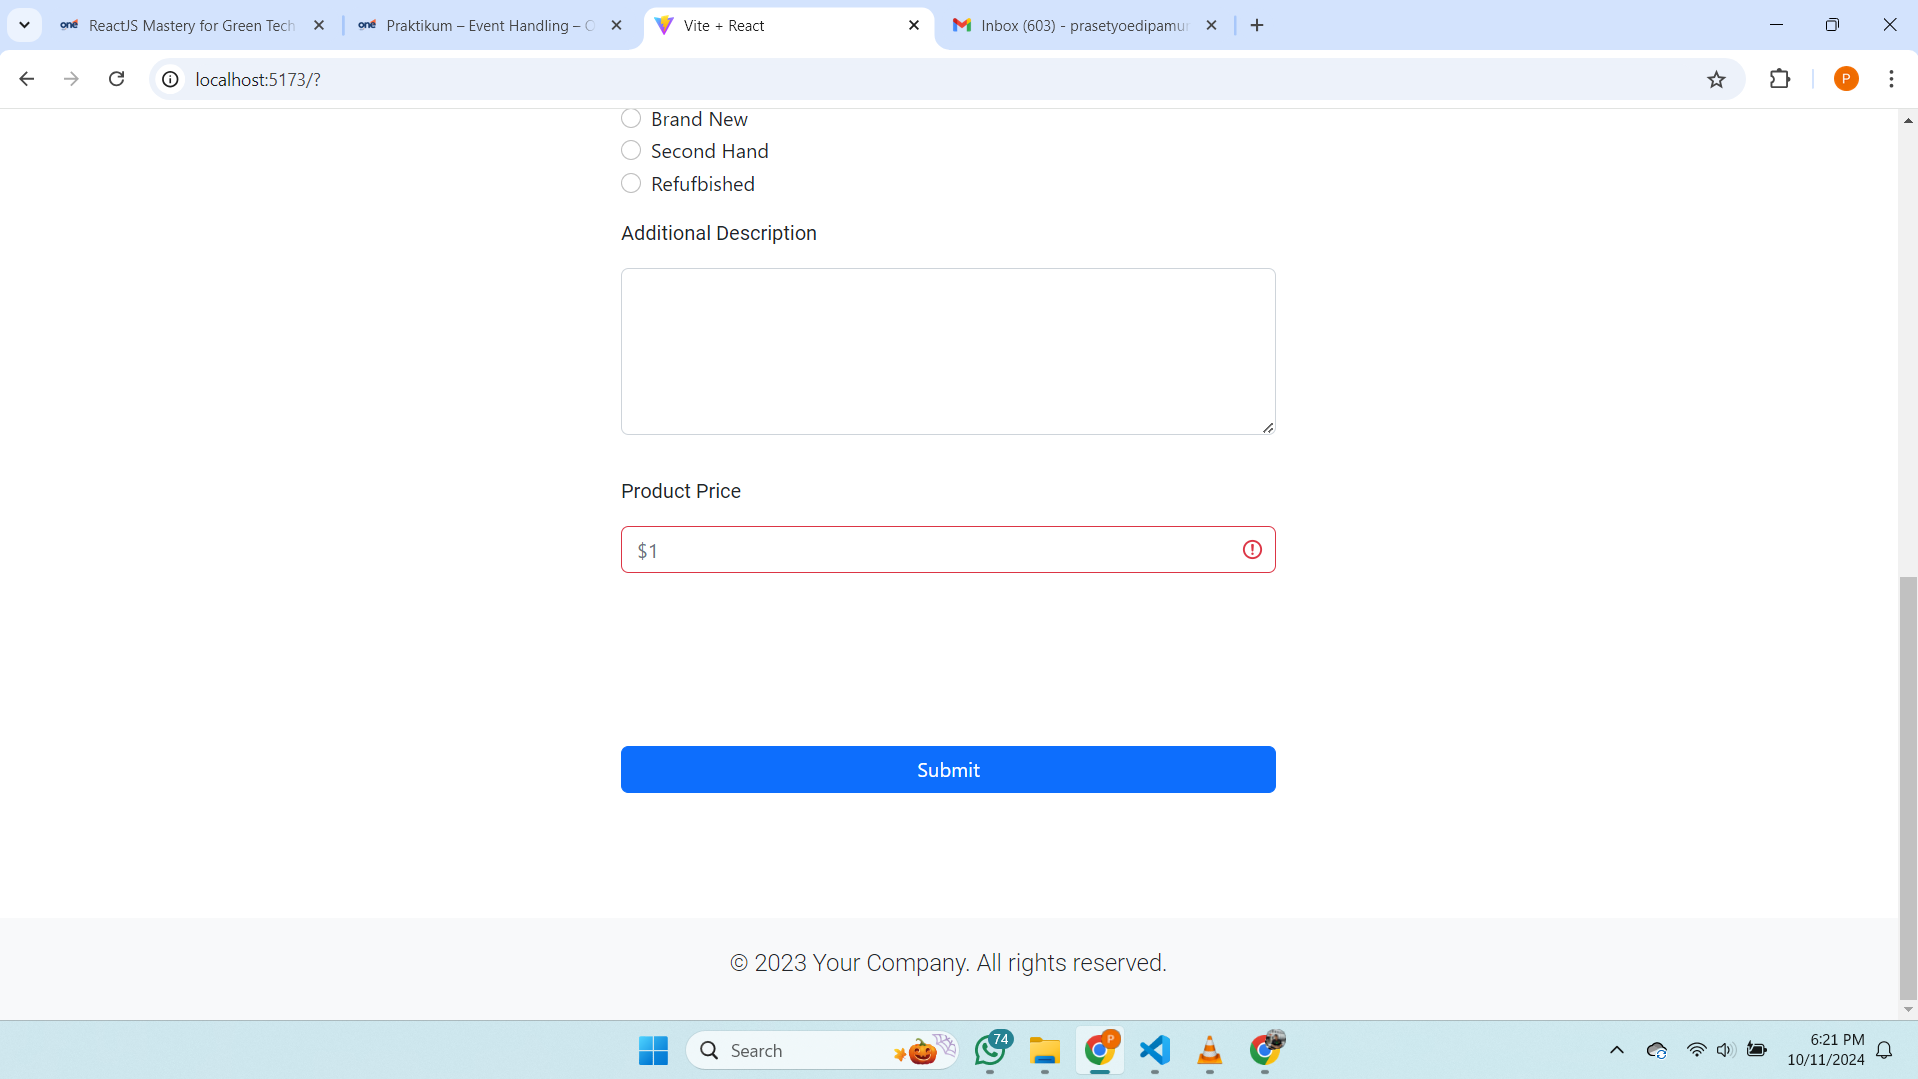 ReactJS Mastery for Green Tech
Praktikum – Event Handling – O
Vite + React
Inbox (603) - prasetyoedipamur
localhost:5173/?
P
Brand New
Second Hand
Refufbished
Additional Description
Product Price
$1
Submit
© 2023 Your Company. All rights reserved.
Search
74
P
6:21 PM
10/11/2024